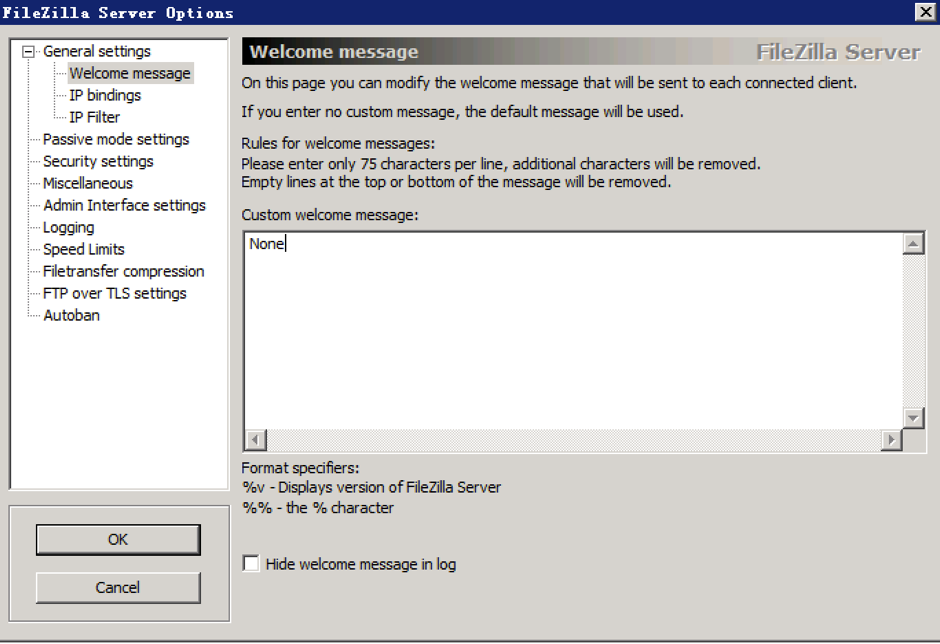 FileZilla Server Options
General settings
Welcome message
IP bindings
IP Filter
Passive mode settings
Security settings
Miscellaneous
Admin Interface settings
Logging
Speed Limits
Filetransfer compression
FTP over TLS settings
Autoban
OK
Cancel
Welcome message
FileZilla Server
On this page you can modify the welcome message that will be sent to each connected client.
If you enter no custom message, the default message will be used.
Rules for welcome messages:
Please enter only 75 characters per line, additional characters will be removed.
Empty lines at the top or bottom of the message will be removed.
Custom welcome message:
None
Format specifiers:
%v - Displays version of FileZilla Server
%% - the % character
Hide welcome message in log